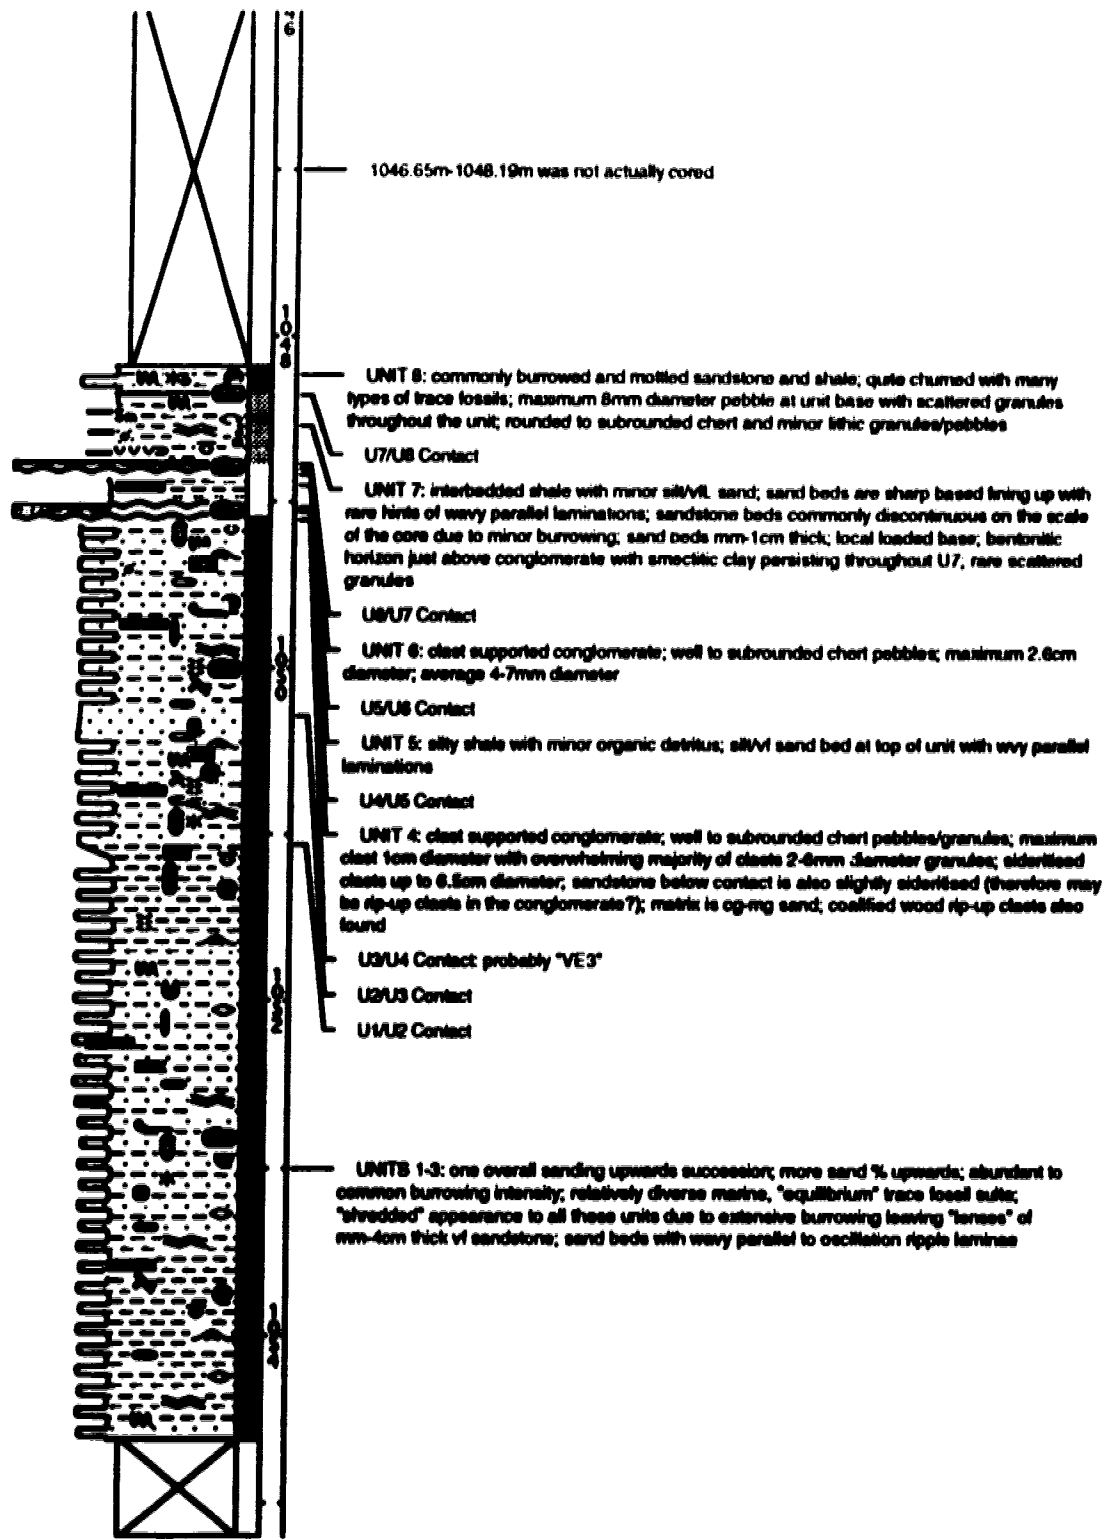 46
1046.65m-1048.19m was not actually cored
1048
UNIT 8: commonly burrowed and mottled sandstone and shale; quite churned with many
types of trace fossils; maximum 8mm diameter pebble at unit base with scattered granules
throughout the unit; rounded to subrounded chert and minor lithic granules/pebbles
U7/U8 Contact
UNIT 7: interbedded shale with minor silt/vfL sand; sand beds are sharp based fining up with
rare hints of wavy parallel laminations; sandstone beds commonly discontinuous on the scale
of the core due to minor burrowing; sand beds mm-1cm thick; local loaded base; bentonitic
horizon just above conglomerate with smectitic clay persisting throughout U7; rare scattered
granules
U6/U7 Contact
1050
UNIT 6: clast supported conglomerate; well to subrounded chert pebbles; maximum 2.6cm
diameter; average 4-7mm diameter
U5/U6 Contact
UNIT 5: silty shale with minor organic detritus; silt/vf sand bed at top of unit with wvy parallel
laminations
U4/U5 Contact
UNIT 4: clast supported conglomerate; well to subrounded chert pebbles/granules; maximum
clast 1cm diameter with overwhelming majority of clasts 2-6mm diameter granules; sideritised
clasts up to 6.5cm diameter; sandstone below contact is also slightly sideritised (therefore may
be rip-up clasts in the conglomerate?); matrix is cg-mg sand; coalified wood rip-up clasts also
found
U3/U4 Contact: probably "VE3"
U2/U3 Contact
1052
U1/U2 Contact
UNITS 1-3: one overall sanding upwards succession; more sand % upwards; abundant to
common burrowing intensity; relatively diverse marine, "equilibrium" trace fossil suite;
"shredded" appearance to all these units due to extensive burrowing leaving "lenses" of
mm-4cm thick vf sandstone; sand beds with wavy parallel to oscillation ripple laminae
1054